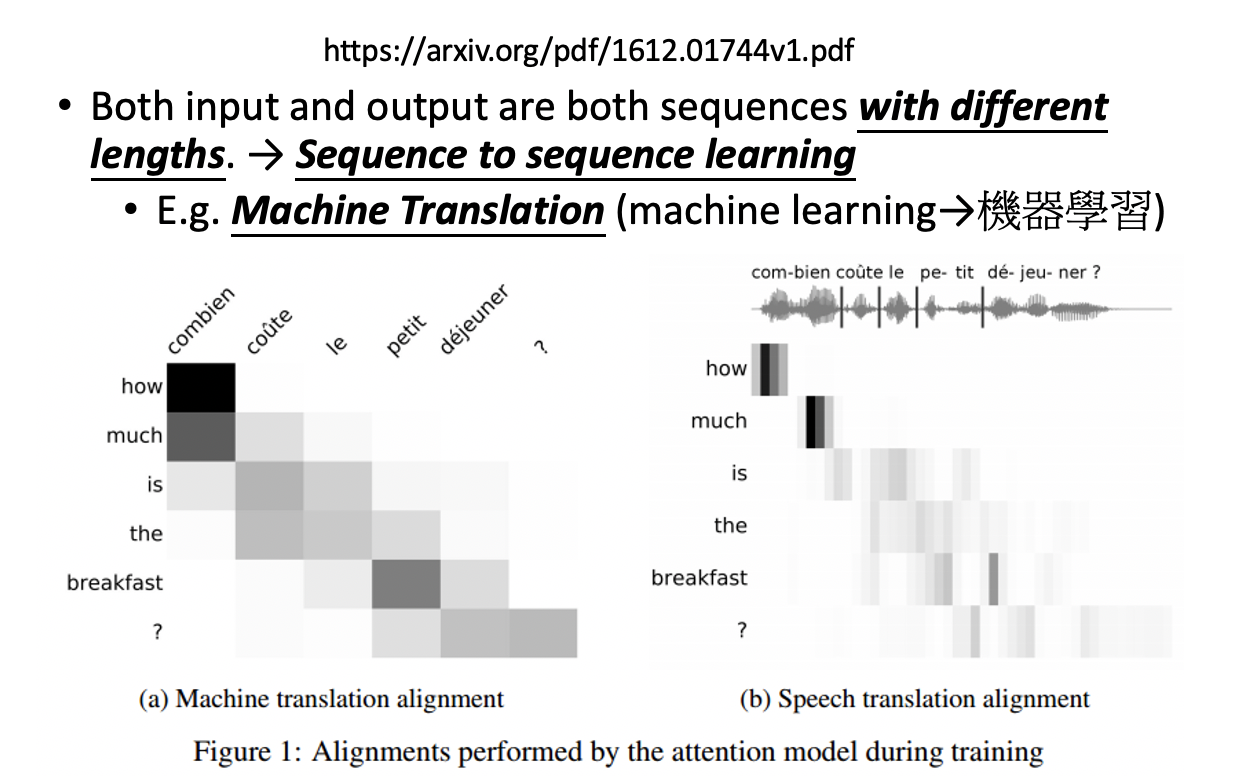 https://arxiv.org/pdf/1612.01744v1.pdf
• Both input and output are both sequences with different
lengths. → Sequence to sequence learning
• E.g. Machine Translation (machine learning→機器學習)
combien
coûte
le
petit
déjeuner
?
how
much
is
the
breakfast
?
(a) Machine translation alignment
com-bien coûte le pe- tit dé- jeu- ner ?
how
much
is
the
breakfast
?
(b) Speech translation alignment
Figure 1: Alignments performed by the attention model during training